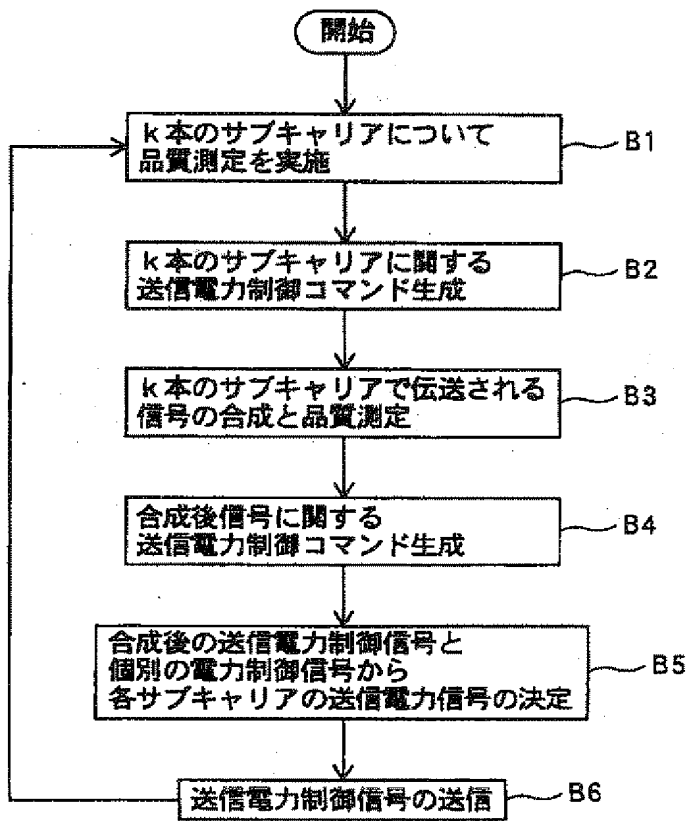 開始
k本のサブキャリアについて
品質測定を実施
B1
k本のサブキャリアに関する
送信電力制御コマンド生成
B2
k本のサブキャリアで伝送される
信号の合成と品質測定
B3
合成後信号に関する
送信電力制御コマンド生成
B4
合成後の送信電力制御信号と
個別の電力制御信号から
各サブキャリアの送信電力信号の決定
B5
送信電力制御信号の送信
B6